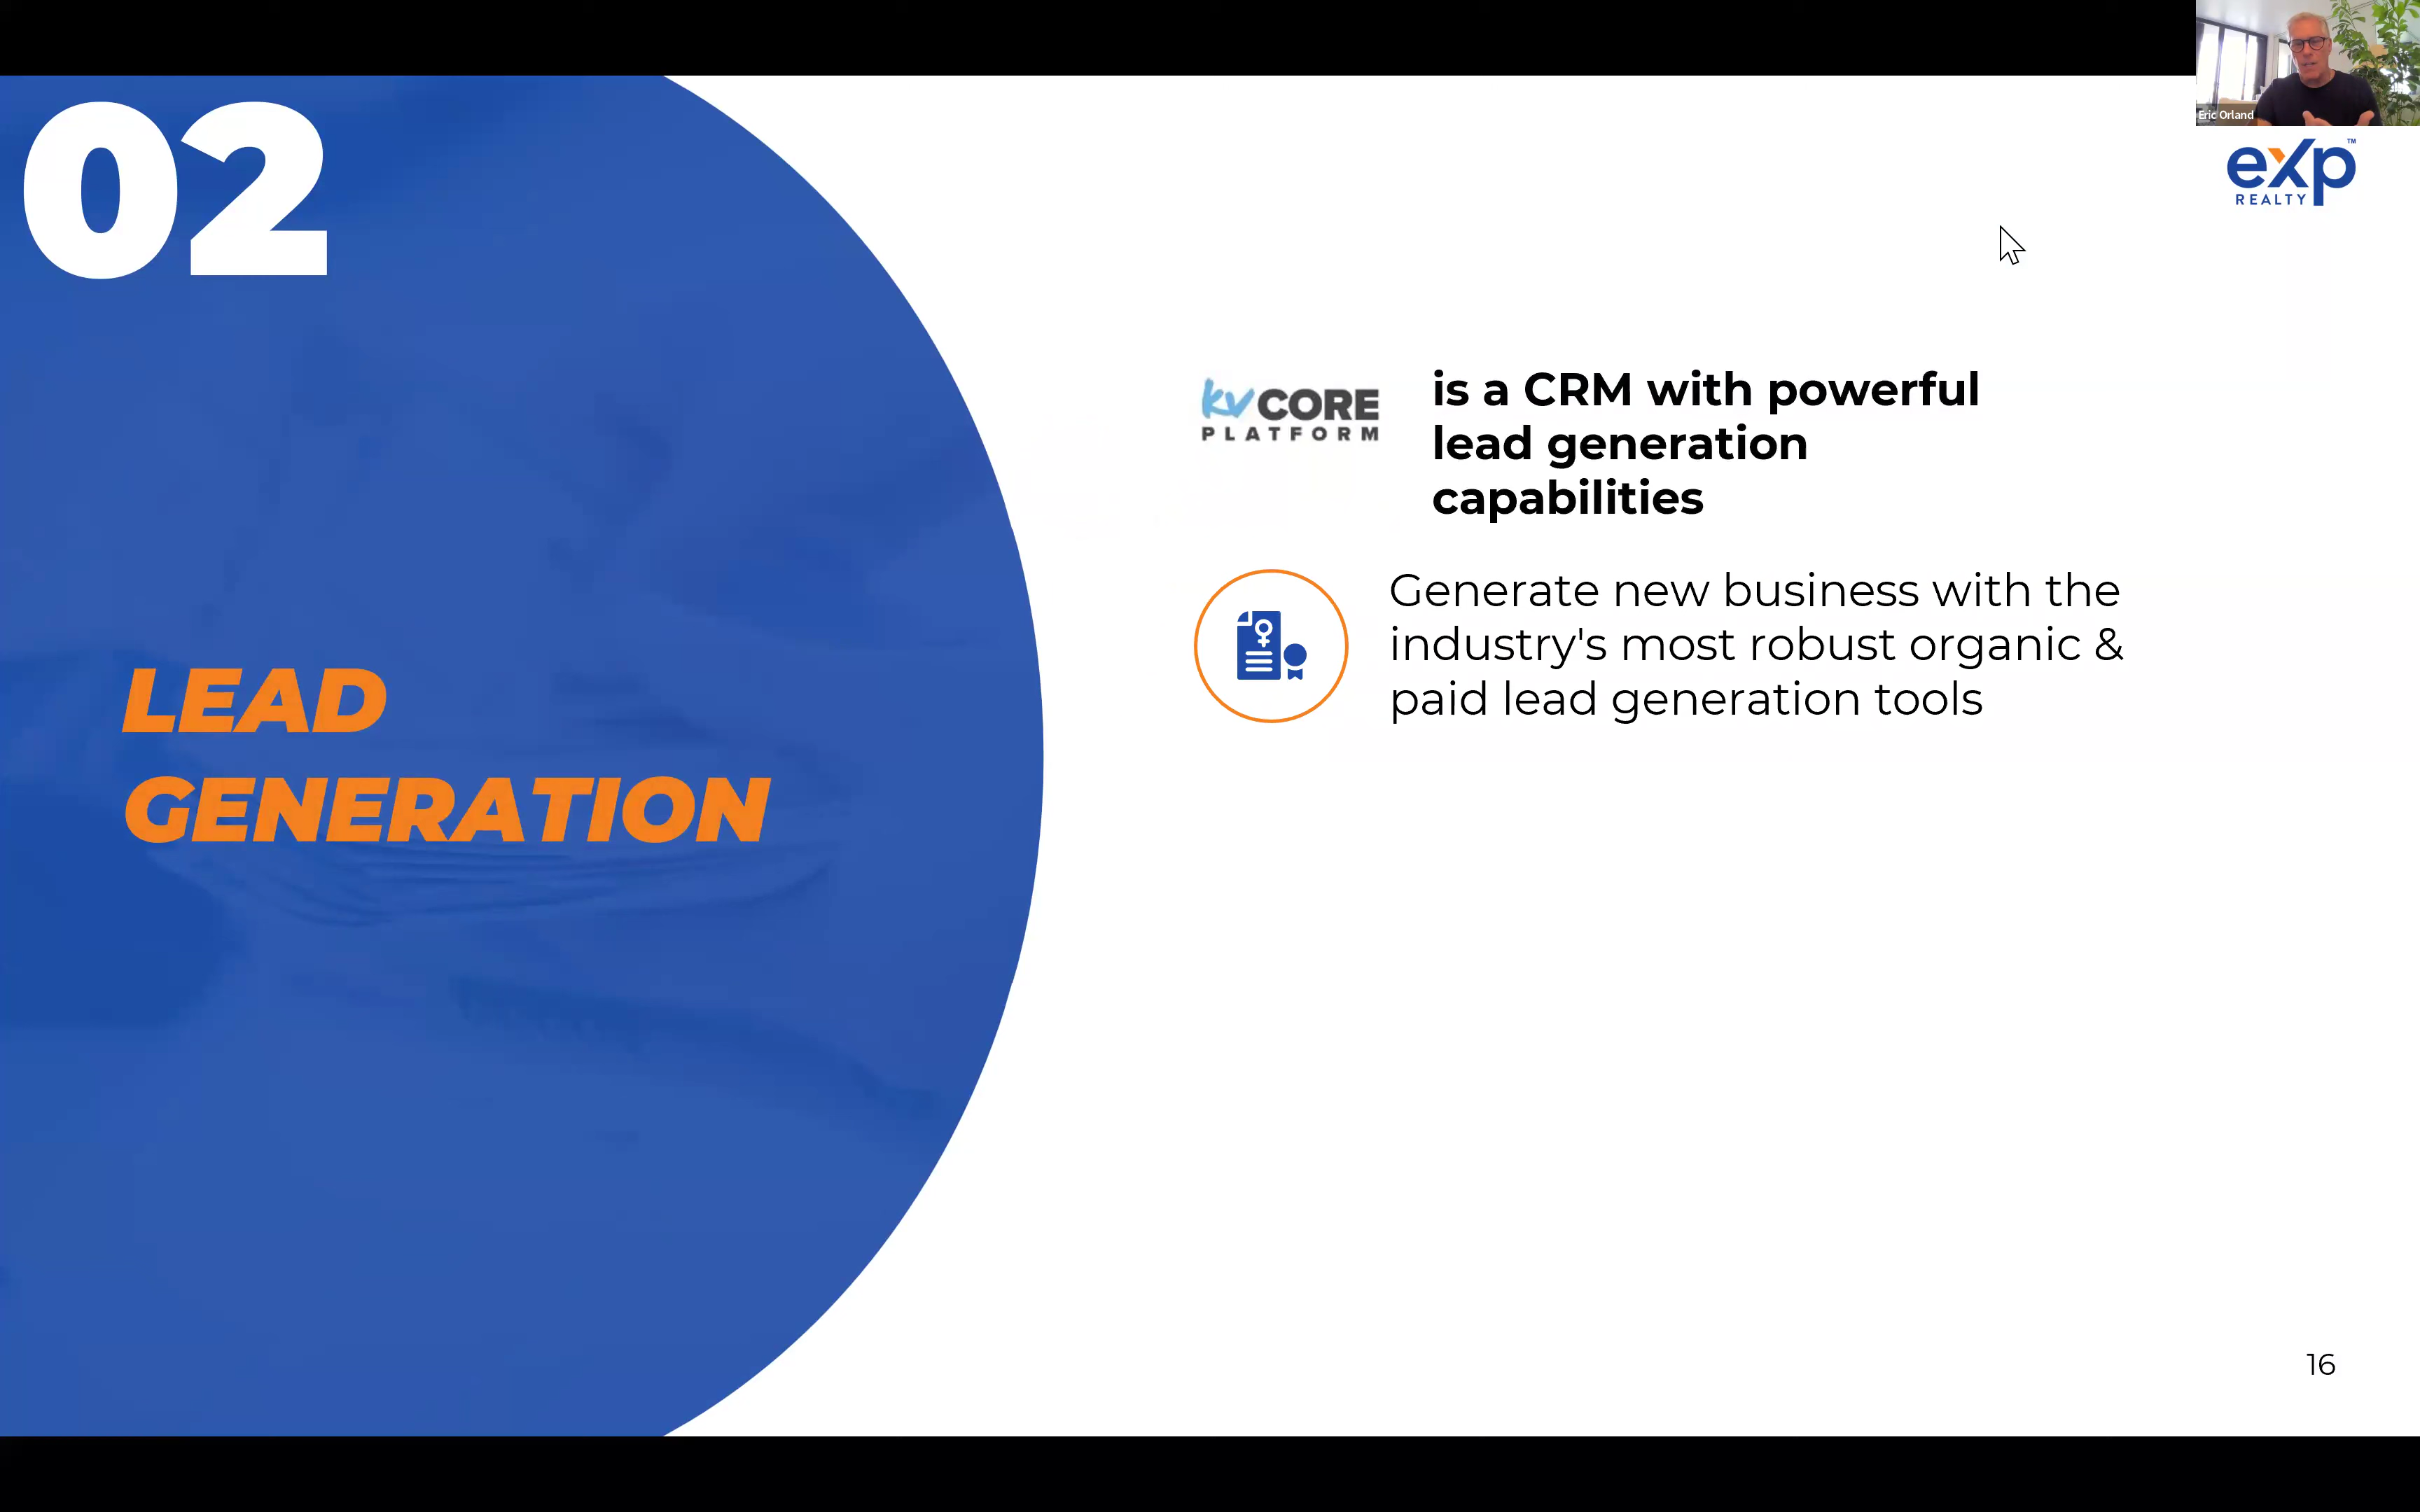 02
LEAD
GENERATION
Eric Orland
eXp™
REALTY
kvCORE
PLATFORM
is a CRM with powerful
lead generation
capabilities
Generate new business with the
industry's most robust organic &
paid lead generation tools
16